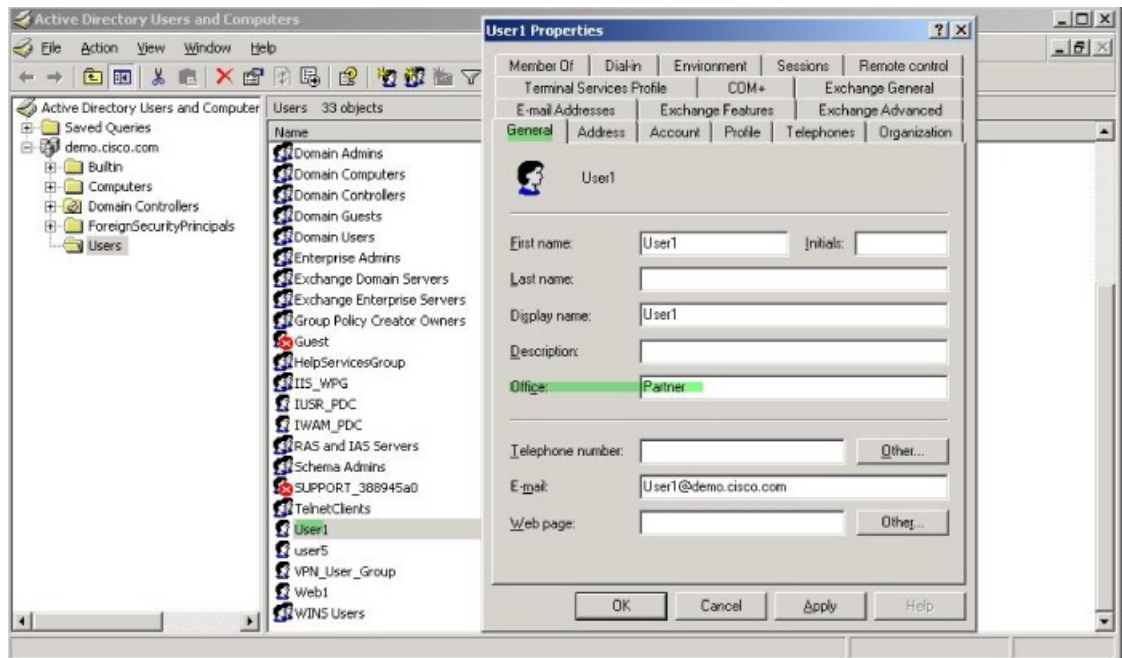 Active Directory Users and Computers
File Action View Window Help
Active Directory Users and Computer
Saved Queries
demo.cisco.com
Builtin
Computers
Domain Controllers
ForeignSecurityPrincipals
Users
Users 33 objects
Name
Domain Admins
Domain Computers
Domain Controllers
Domain Guests
Domain Users
Enterprise Admins
Exchange Domain Servers
Exchange Enterprise Servers
Group Policy Creator Owners
Guest
HelpServicesGroup
IIS_WPG
IUSR_PDC
IWAM_PDC
RAS and IAS Servers
Schema Admins
SUPPORT_388945a0
TelnetClients
User1
user5
VPN_User_Group
Web1
WINS Users
User1 Properties
Member Of Dial-in Environment Sessions Remote control
Terminal Services Profile COM+ Exchange General
E-mail Addresses Exchange Features Exchange Advanced
General Address Account Profile Telephones Organization
User1
First name: User1 Initials:
Last name:
Display name: User1
Description:
Office: Partner
Telephone number: Other...
E-mail: User1@demo.cisco.com
Web page: Other...
OK Cancel Apply Help